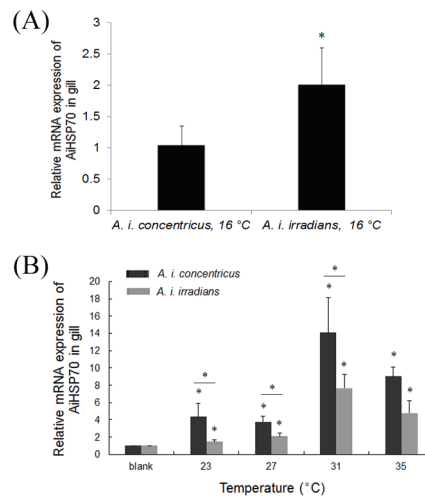 (A)
Relative mRNA expression of
AiHSP70
in gill
3
2.5
2
1.5
1
0.5
0
*
A. i. concentricus, 16 °C
A. i. irradians, 16 °C
(B)
Relative mRNA expression of
AiHSP70 in gill
20
18
16
14
12
10
8
6
4
2
0
A. i. concentricus
A. i. irradians
*
*
*
*
*
*
*
*
*
*
*
blank
23
27
31
35
Temperature (°C)